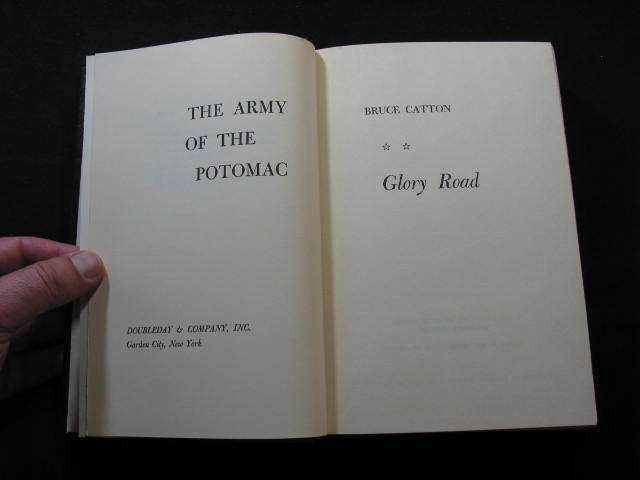 THE ARMY
OF THE
POTOMAC
DOUBLEDAY & COMPANY, INC.
Garden City, New York
BRUCE CATTON
☆ ☆
Glory Road